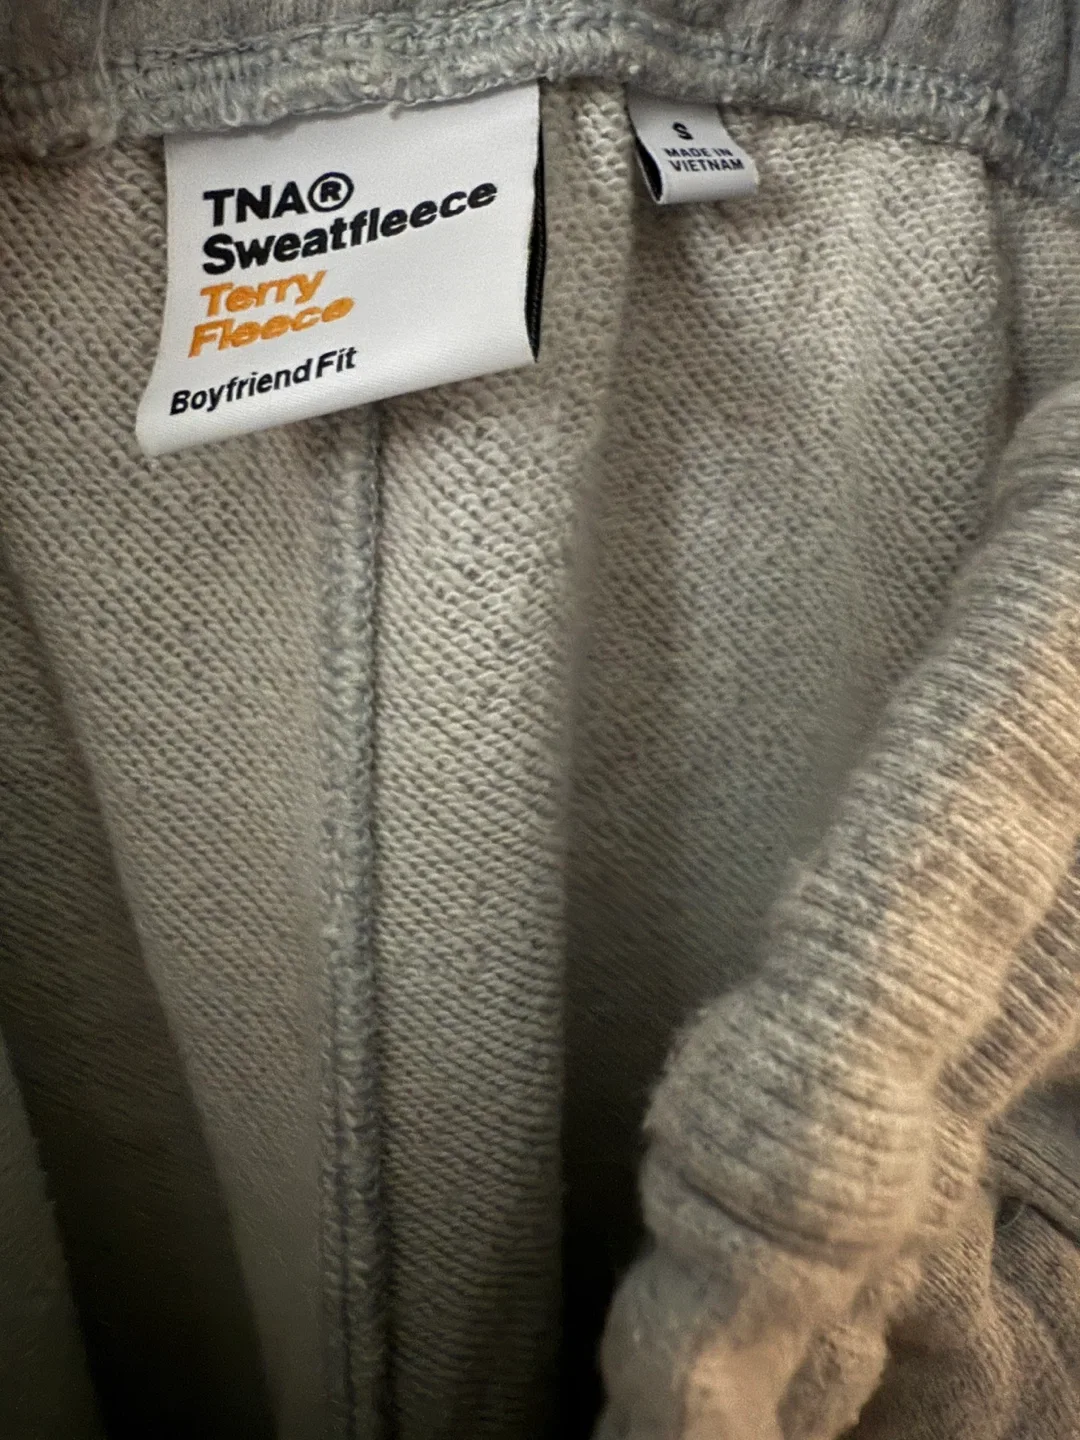 TNA®
Sweatfleece
Terry
Fleece
Boyfriend Fit
S
MADE IN
VIETNAM